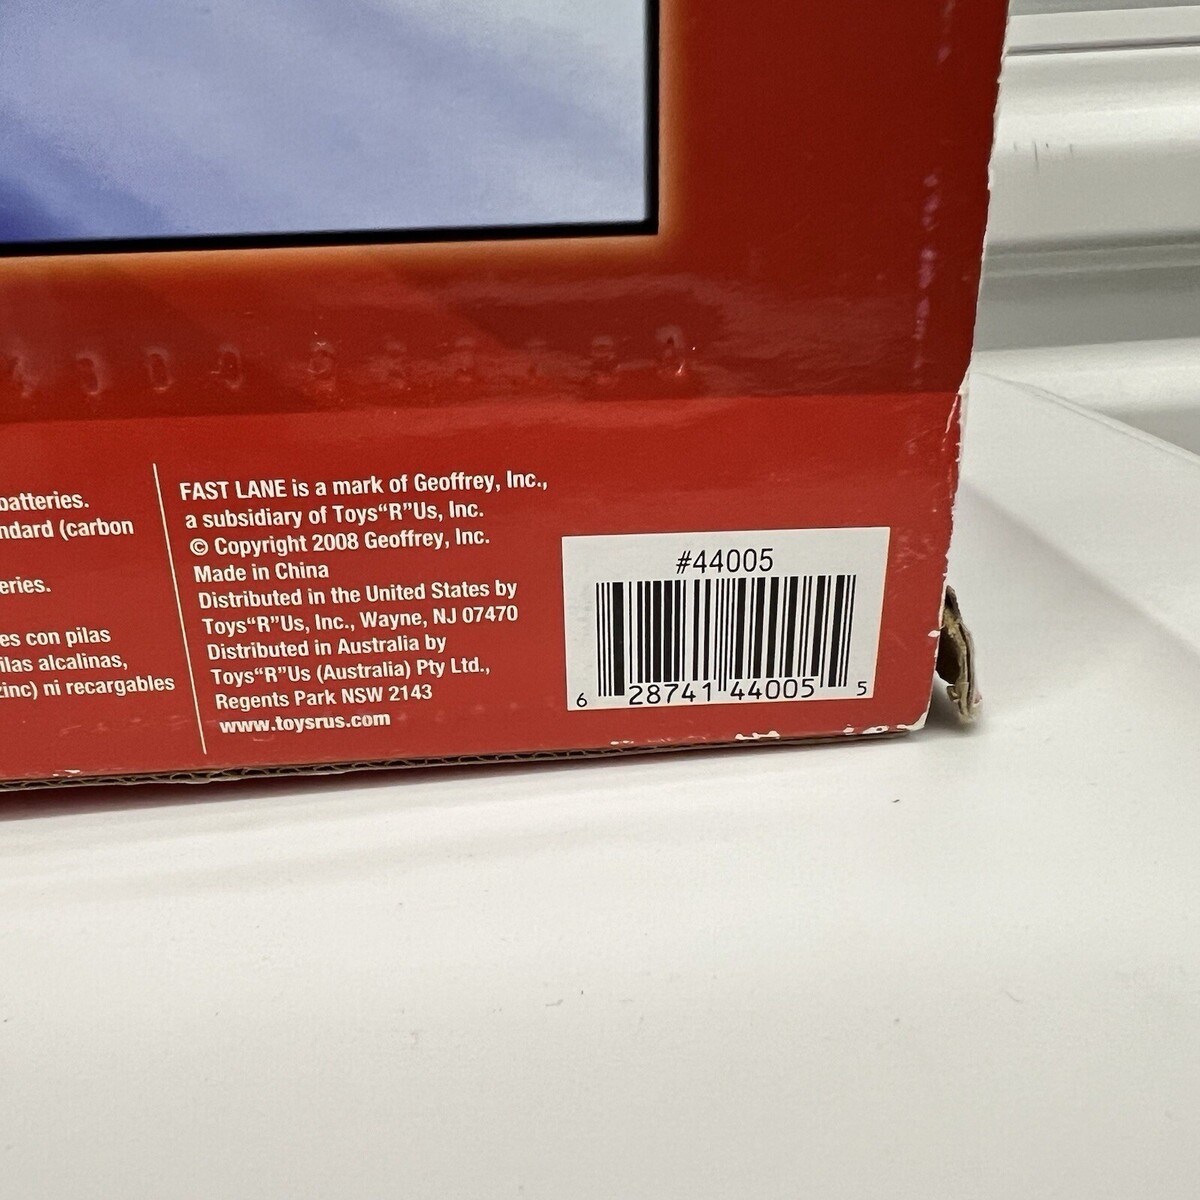 batteries.
ndard (carbon
eries.
es con pilas
ilas alcalinas,
zinc) ni recargables
FAST LANE is a mark of Geoffrey, Inc.,
a subsidiary of Toys“R”Us, Inc.
© Copyright 2008 Geoffrey, Inc.
Made in China
Distributed in the United States by
Toys“R”Us, Inc., Wayne, NJ 07470
Distributed in Australia by
Toys“R”Us (Australia) Pty Ltd.,
Regents Park NSW 2143
www.toysrus.com
#44005
6 28741 44005 5